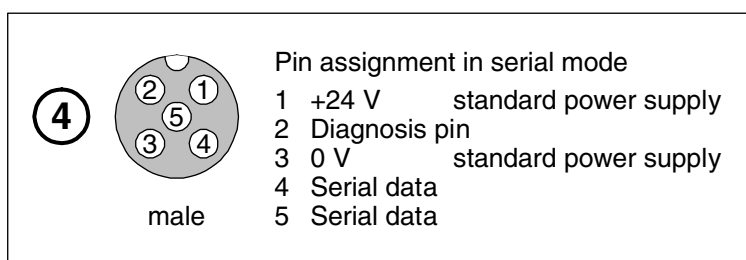 Pin assignment in serial mode
4
2 1
5
3 4
male
1 +24 V standard power supply
2 Diagnosis pin
3 0 V standard power supply
4 Serial data
5 Serial data